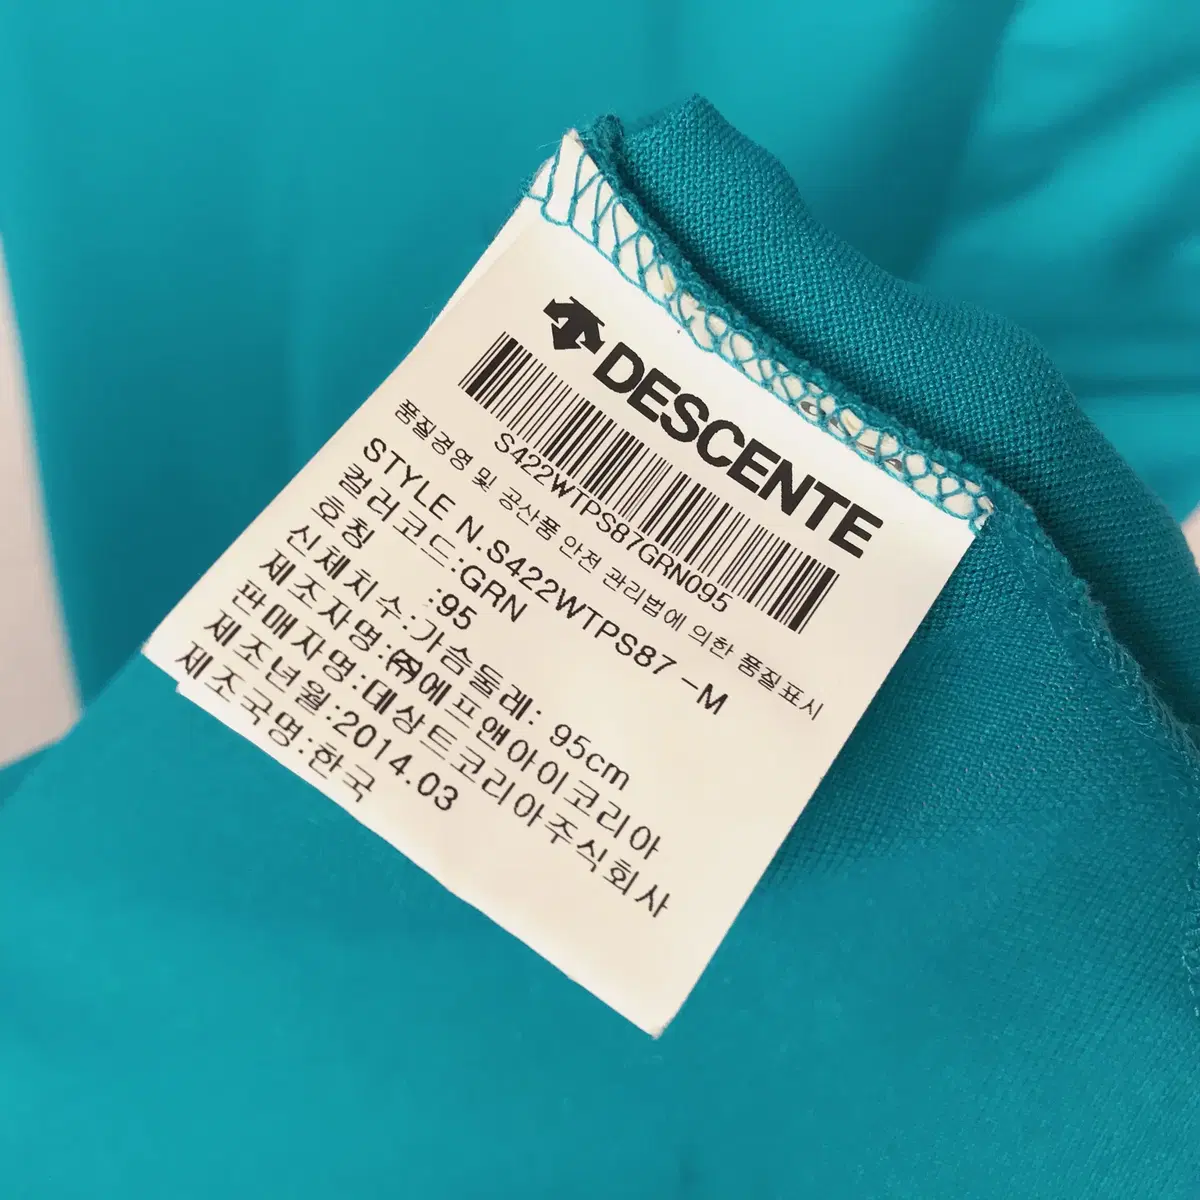 DESCENTE
S422WTPS87GRN095
품질경영 및 공산품 안전 관리법에 의한 품질표시
STYLE N.S422WTPS87 -M
컬러코드:GRN
호칭 :95
신체치수:가슴둘레: 95cm
제조자명:㈜에프앤아이코리아
판매자명:데상트코리아주식회사
제조년월:2014.03
제조국명:한국